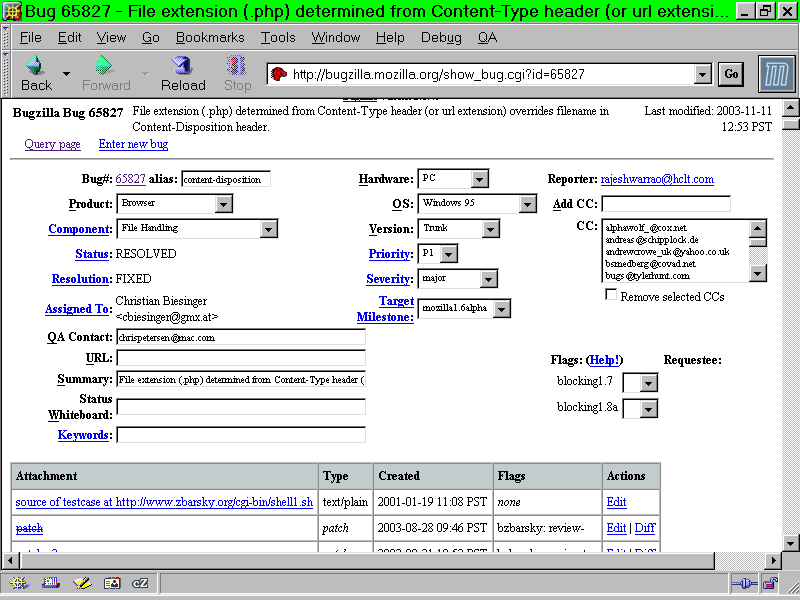 Bug 65827 - File extension (.php) determined from Content-Type header (or url extensi...
File Edit View Go Bookmarks Tools Window Help Debug QA
Back Forward Reload Stop http://bugzilla.mozilla.org/show_bug.cgi?id=65827 Go
Bugzilla Bug 65827 File extension (.php) determined from Content-Type header (or url extension) overrides filename in Last modified: 2003-11-11
Content-Disposition header. 12:53 PST
Query page Enter new bug
Bug#: 65827 alias: content-disposition Hardware: PC Reporter: rajeshwarrao@hclt.com
Product: Browser OS: Windows 95 Add CC:
Component: File Handling Version: Trunk CC: alphawolf_@cox.net
andreas@schipplock.de
Status: RESOLVED Priority: P1 andrewcrowe_uk@yahoo.co.uk
bsmedberg@covad.net
Resolution: FIXED Severity: major bugs@tylerhunt.com
Remove selected CCs
Assigned To: Christian Biesinger
<cbiesinger@gmx.at>
Target
Milestone: mozilla1.6alpha
QA Contact: chrispetersen@mac.com
URL: Flags: (Help!) Requestee:
Summary: File extension (.php) determined from Content-Type header ( blocking1.7
Status
Whiteboard: blocking1.8a
Keywords:
Attachment Type Created Flags Actions
source of testcase at http://www.zbarsky.org/cgi-bin/shell1.sh text/plain 2001-01-19 11:08 PST none Edit
patch patch 2003-08-28 09:46 PST bzbarsky: review- Edit | Diff